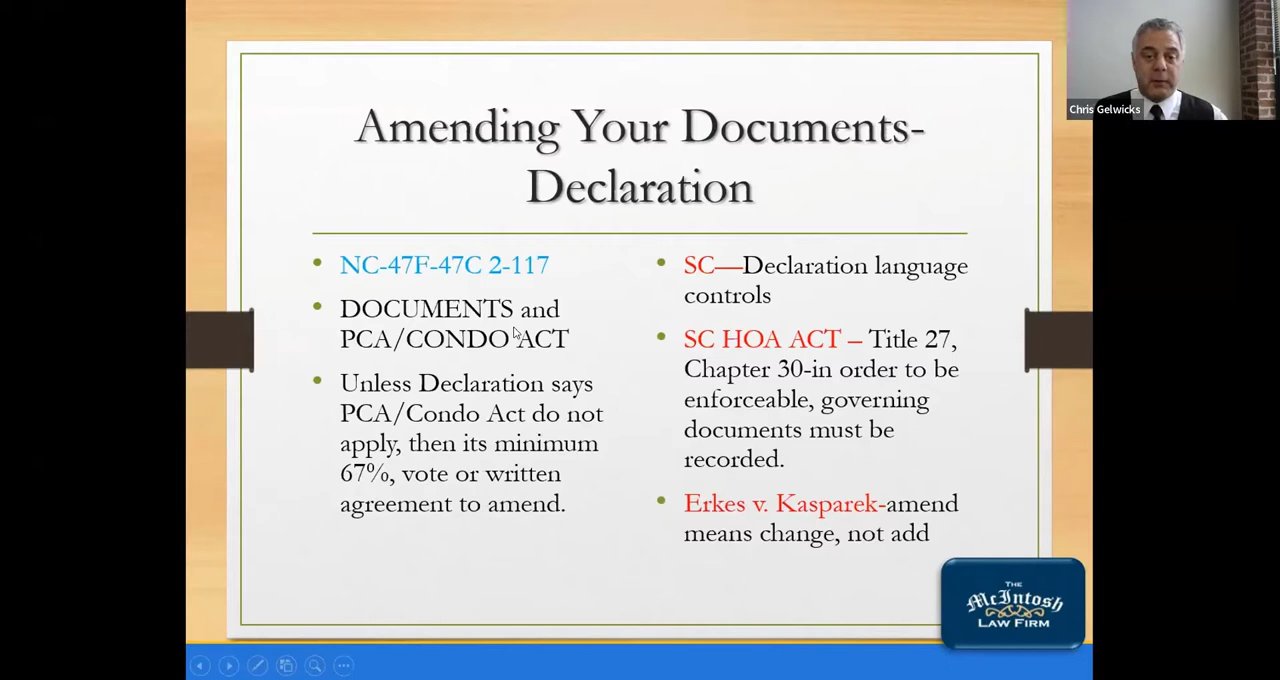 Amending Your Documents-
Declaration
NC-47F-47C 2-117
DOCUMENTS and
PCA/CONDO ACT
Unless Declaration says
PCA/Condo Act do not
apply, then its minimum
67%, vote or written
agreement to amend.
SC—Declaration language
controls
SC HOA ACT – Title 27,
Chapter 30-in order to be
enforceable, governing
documents must be
recorded.
Erkes v. Kasparek-amend
means change, not add
THE
McIntosh
LAW FIRM
Chris Gelwicks